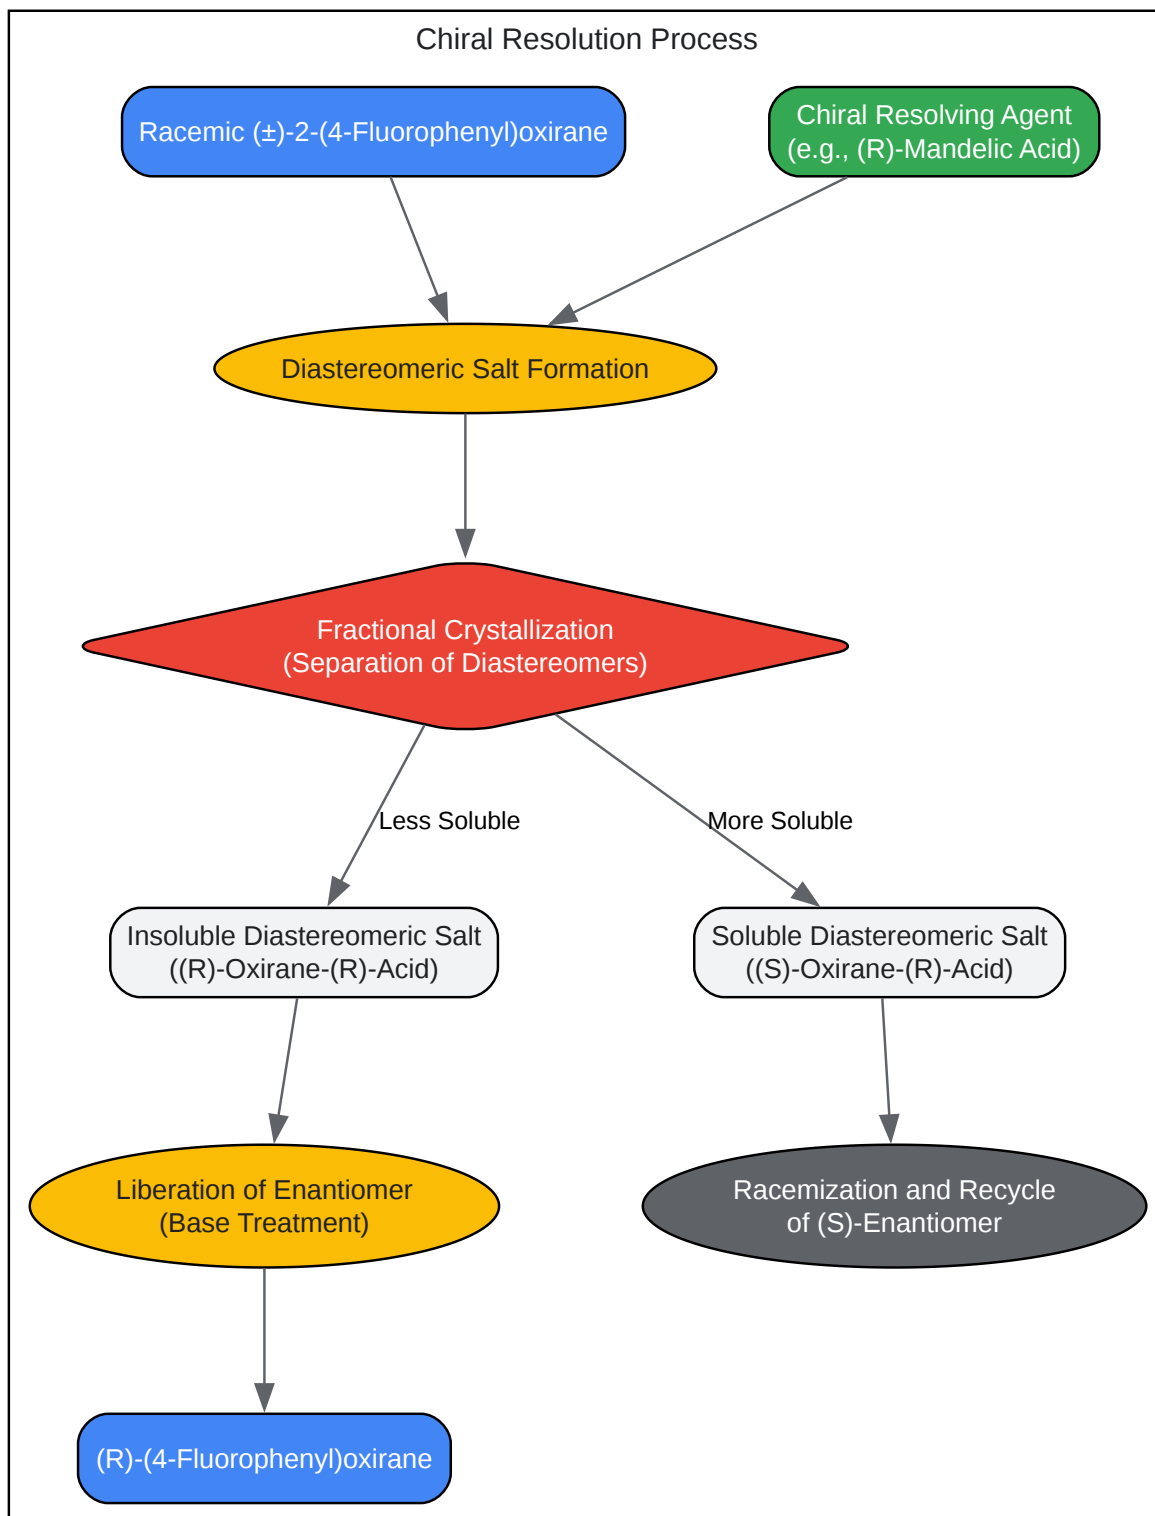 Chiral Resolution Process
Racemic (±)-2-(4-Fluorophenyl)oxirane
Chiral Resolving Agent
(e.g., (R)-Mandelic Acid)
Diastereomeric Salt Formation
Fractional Crystallization
(Separation of Diastereomers)
Less Soluble
More Soluble
Insoluble Diastereomeric Salt
((R)-Oxirane-(R)-Acid)
Soluble Diastereomeric Salt
((S)-Oxirane-(R)-Acid)
Liberation of Enantiomer
(Base Treatment)
Racemization and Recycle
of (S)-Enantiomer
(R)-(4-Fluorophenyl)oxirane